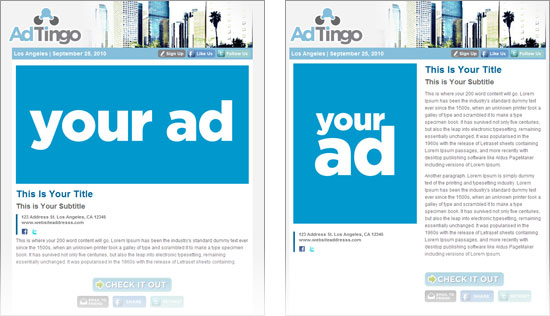 AdTingo
Los Angeles | September 25, 2010
Sign Up
Like Us
Follow Us
your ad
This Is Your Title
This is Your Subtitle
123 Address St. Los Angeles, CA 12345
www.websiteaddresss.com
This is where your 200 word content will go. Lorem Ipsum has been the industry's standard dummy text
ever since the 1500s, when an unknown printer took a galley of type and scrambled it to make a type
specimen book. It has survived not only five centuries, but also the leap into electronic typesetting, remaining
essentially unchanged. It was popularised in the 1960s with the release of Letraset sheets containing
CHECK IT OUT
EMAIL TO
SHARE
RETWEET
AdTingo
Los Angeles | September 25, 2010
Sign Up
Like Us
Follow Us
your
ad
123 Address St. Los Angeles, CA 12345
www.websiteaddresss.com
This Is Your Title
This is Your Subtitle
This is where your 200 word content will go. Lorem
Ipsum has been the industry's standard dummy text
ever since the 1500s, when an unknown printer took a
galley of type and scrambled it to make a type
specimen book. It has survived not only five centuries,
but also the leap into electronic typesetting, remaining
essentially unchanged. It was popularised in the
1960s with the release of Letraset sheets containing
Lorem Ipsum passages, and more recently with
desktop publishing software like Aldus PageMaker
including versions of Lorem Ipsum.
Another paragraph. Lorem Ipsum is simply dummy
text of the printing and typesetting industry. Lorem
Ipsum has been the industry's standard dummy text
ever since the 1500s, when an unknown printer took a
galley of type and scrambled it to make a type
specimen book. It has survived not only five centuries,
but also the leap into electronic typesetting, remaining
essentially unchanged. It was popularised in the
1960s with the release of Letraset sheets containing
Lorem Ipsum passages, and more recently with
desktop publishing software like Aldus PageMaker
including versions of Lorem Ipsum.
CHECK IT OUT
EMAIL TO
SHARE
RETWEET